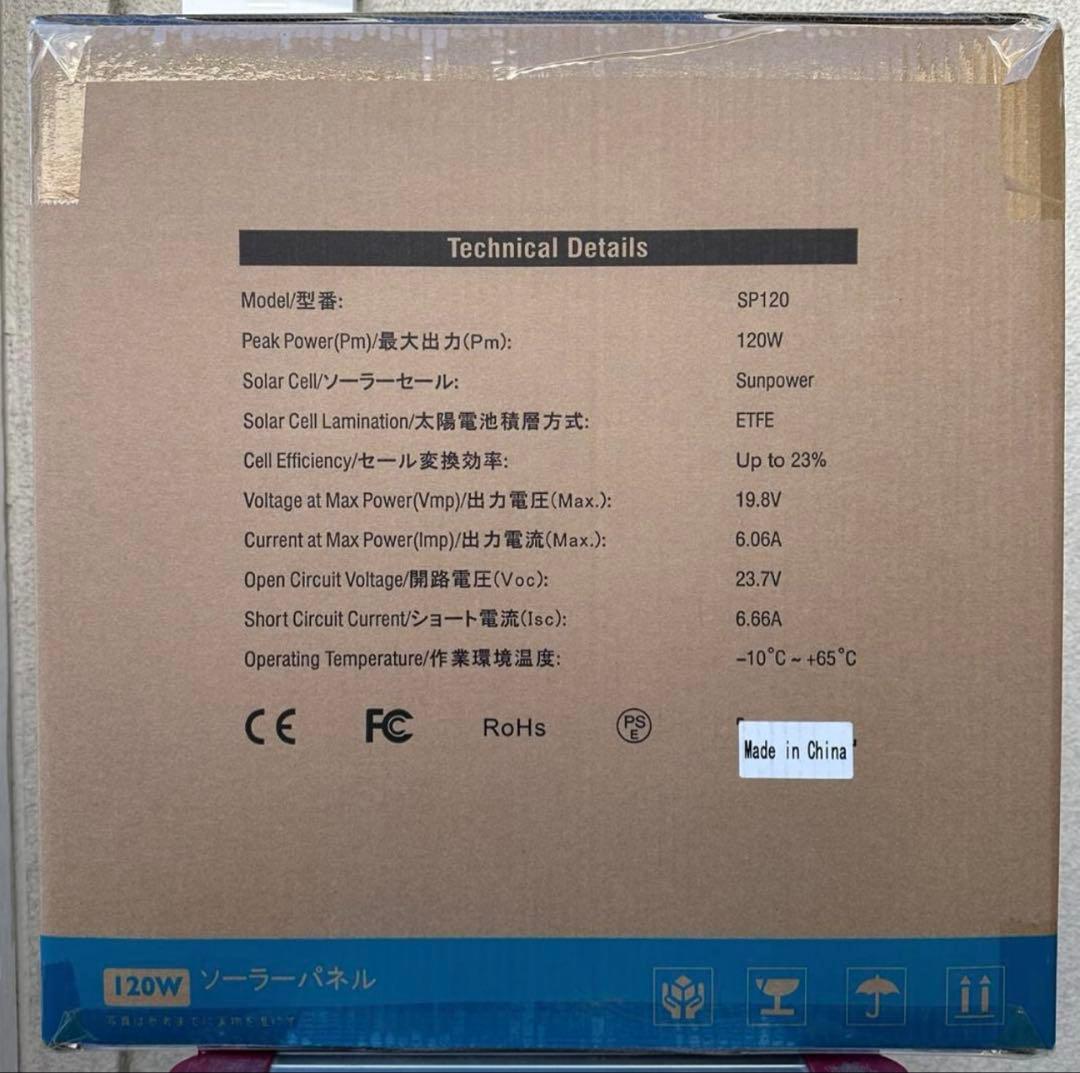 Technical Details
Model/型番: SP120
Peak Power(Pm)/最大出力(Pm): 120W
Solar Cell/ソーラーセール: Sunpower
Solar Cell Lamination/太陽電池積層方式: ETFE
Cell Efficiency/セール変換効率: Up to 23%
Voltage at Max Power(Vmp)/出力電圧(Max.): 19.8V
Current at Max Power(Imp)/出力電流(Max.): 6.06A
Open Circuit Voltage/開路電圧(Voc): 23.7V
Short Circuit Current/ショート電流(Isc): 6.66A
Operating Temperature/作業環境温度: −10°C ~ +65°C
CE FC RoHs PSE
Made in China
120W ソーラーパネル